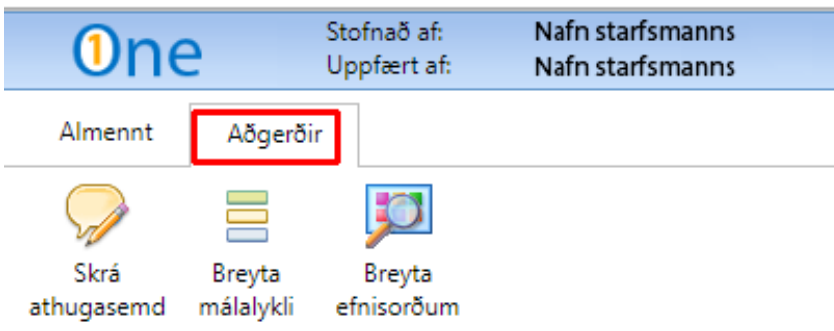 One
Stofnað af: Nafn starfsmanns
Uppfært af: Nafn starfsmanns
Almennt Aðgerðir
Skrá athugasemd
Breyta málalykli
Breyta efnisorðum